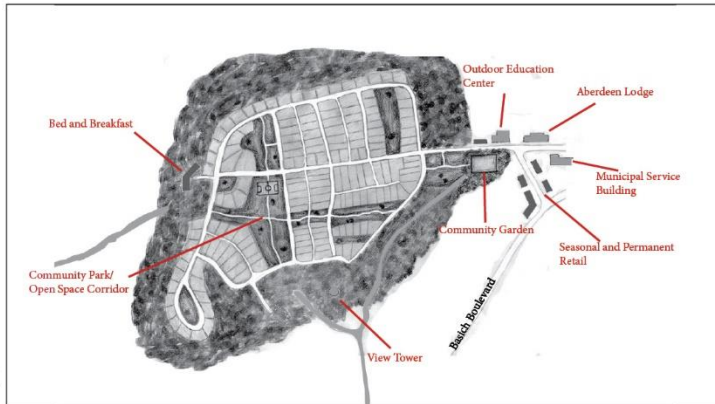 Outdoor Education
Center
Aberdeen Lodge
Bed and Breakfast
Municipal Service
Building
Community Garden
Seasonal and Permanent
Retail
Community Park/
Open Space Corridor
View Tower
Basich Boulevard